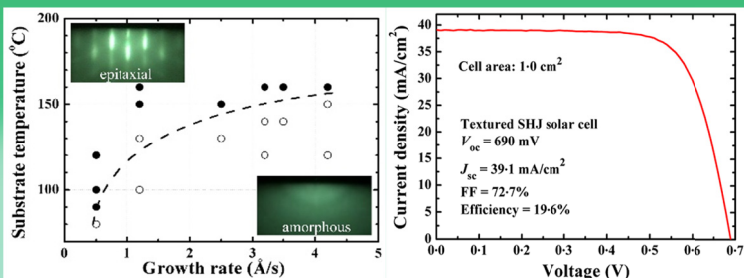 Substrate temperature (°C)
200
150
100
epitaxial
amorphous
0
1
2
3
4
5
Growth rate (Å/s)
Current density (mA/cm²)
40
35
30
25
20
15
10
5
0
Cell area: 1·0 cm²
Textured SHJ solar cell
Voc = 690 mV
Jsc = 39·1 mA/cm²
FF = 72·7%
Efficiency = 19·6%
0·0
0·1
0·2
0·3
0·4
0·5
0·6
0·7
Voltage (V)